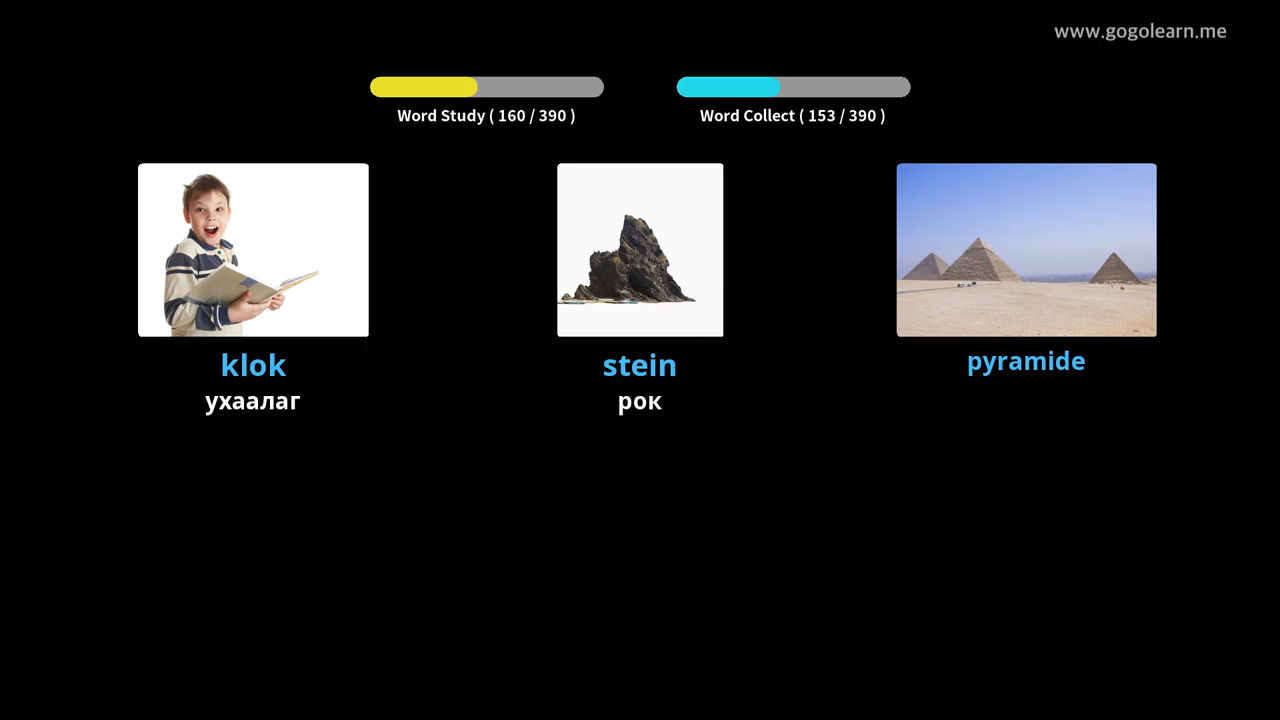 www.gogolearn.me
Word Study ( 160 / 390 )
Word Collect ( 153 / 390 )
klok
ухаалаг
stein
рок
pyramide